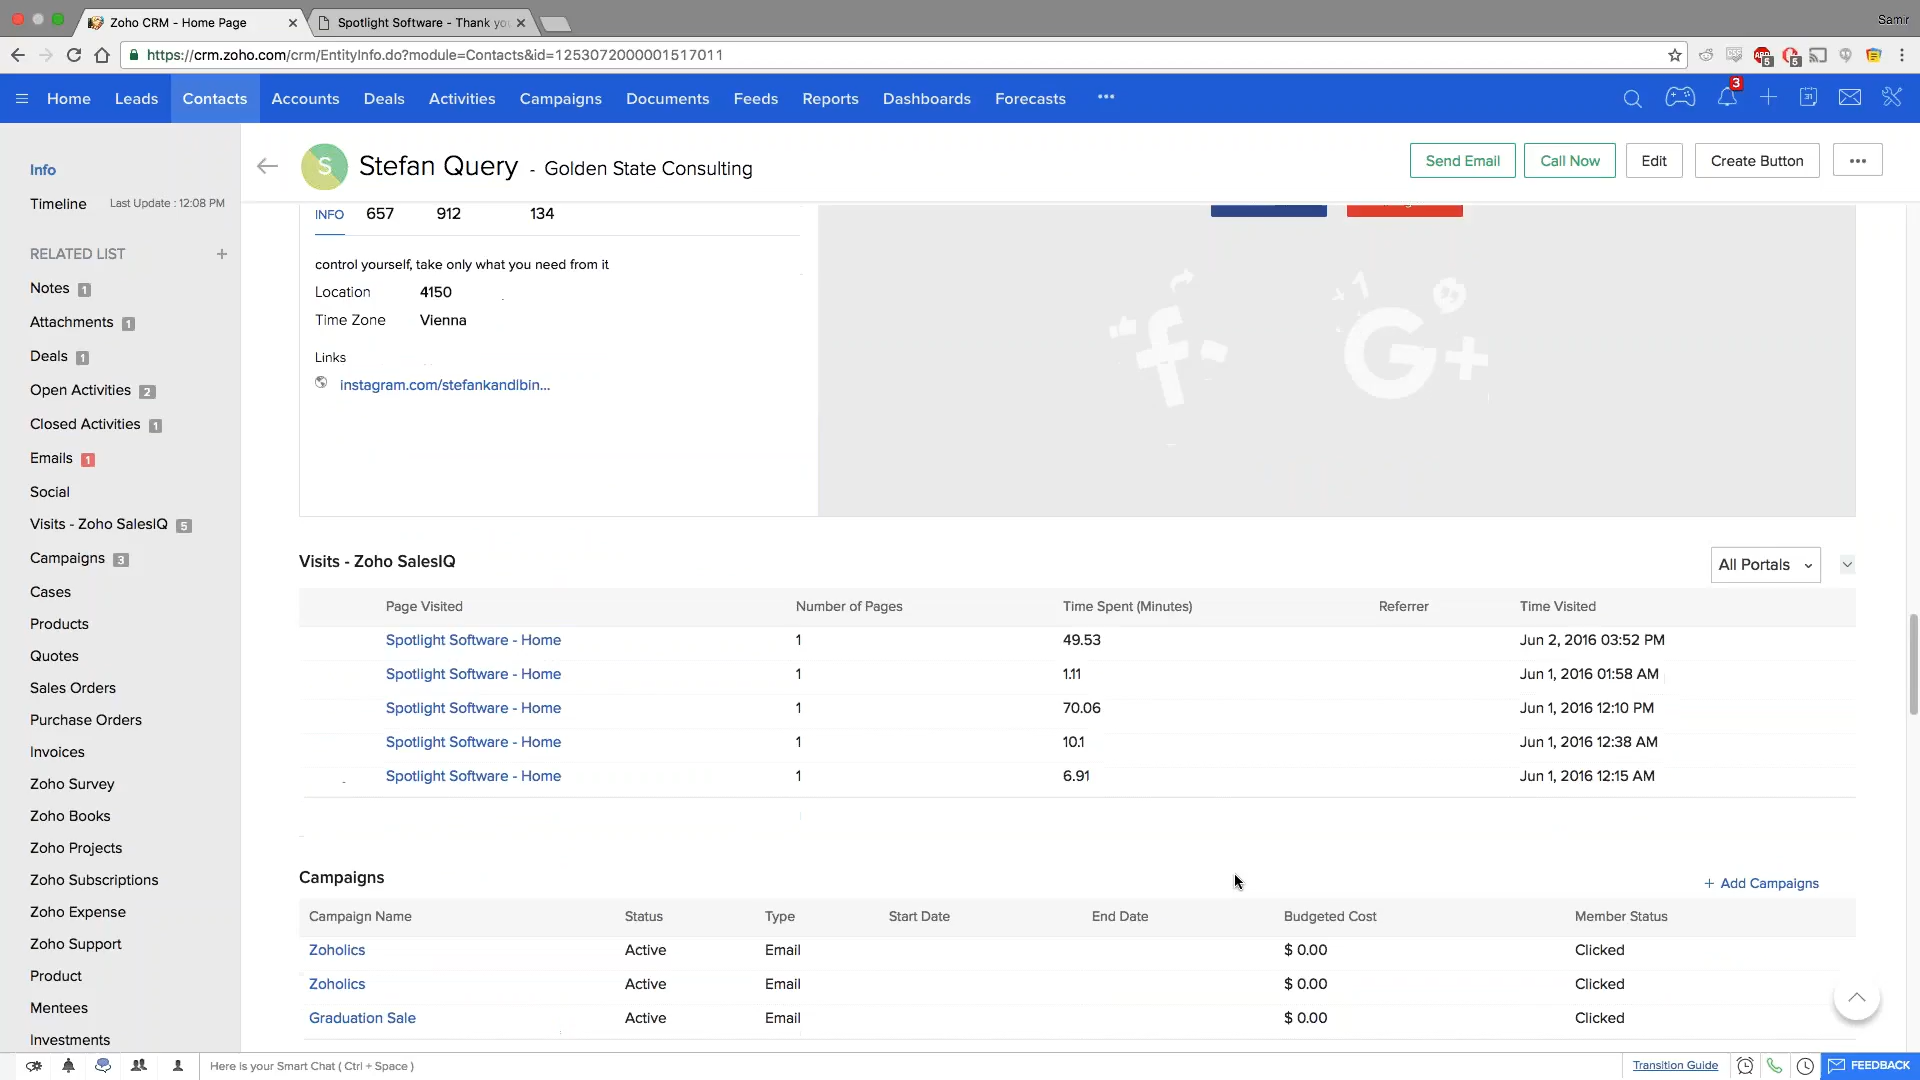 Zoho CRM - Home Page
Spotlight Software - Thank you
Samir
https://crm.zoho.com/crm/EntityInfo.do?module=Contacts&id=1253072000001517011
5
5
Home Leads Contacts Accounts Deals Activities Campaigns Documents Feeds Reports Dashboards Forecasts •••
3
31
Info
Timeline Last Update : 12:08 PM
RELATED LIST +
Notes 1
Attachments 1
Deals 1
Open Activities 2
Closed Activities 1
Emails 1
Social
Visits - Zoho SalesIQ 5
Campaigns 3
Cases
Products
Quotes
Sales Orders
Purchase Orders
Invoices
Zoho Survey
Zoho Books
Zoho Projects
Zoho Subscriptions
Zoho Expense
Zoho Support
Product
Mentees
Investments
S Stefan Query - Golden State Consulting
Send Email Call Now Edit Create Button •••
INFO 657 912 134
control yourself, take only what you need from it
Location 4150
Time Zone Vienna
Links
instagram.com/stefankandlbin...
f G+
Visits - Zoho SalesIQ
All Portals
Page Visited Number of Pages Time Spent (Minutes) Referrer Time Visited
Spotlight Software - Home 1 49.53 Jun 2, 2016 03:52 PM
Spotlight Software - Home 1 1.11 Jun 1, 2016 01:58 AM
Spotlight Software - Home 1 70.06 Jun 1, 2016 12:10 PM
Spotlight Software - Home 1 10.1 Jun 1, 2016 12:38 AM
Spotlight Software - Home 1 6.91 Jun 1, 2016 12:15 AM
Campaigns
+ Add Campaigns
Campaign Name Status Type Start Date End Date Budgeted Cost Member Status
Zoholics Active Email $ 0.00 Clicked
Zoholics Active Email $ 0.00 Clicked
Graduation Sale Active Email $ 0.00 Clicked
Here is your Smart Chat ( Ctrl + Space )
Transition Guide
FEEDBACK